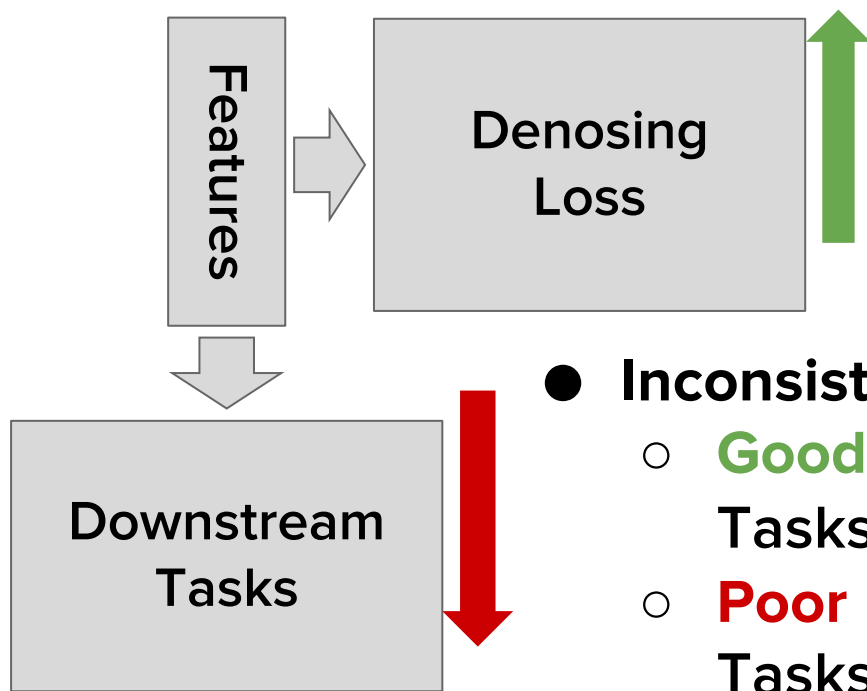 Features
Denosing
Loss
● Inconsist
○ Good
Tasks
○ Poor
Tasks
Downstream
Tasks